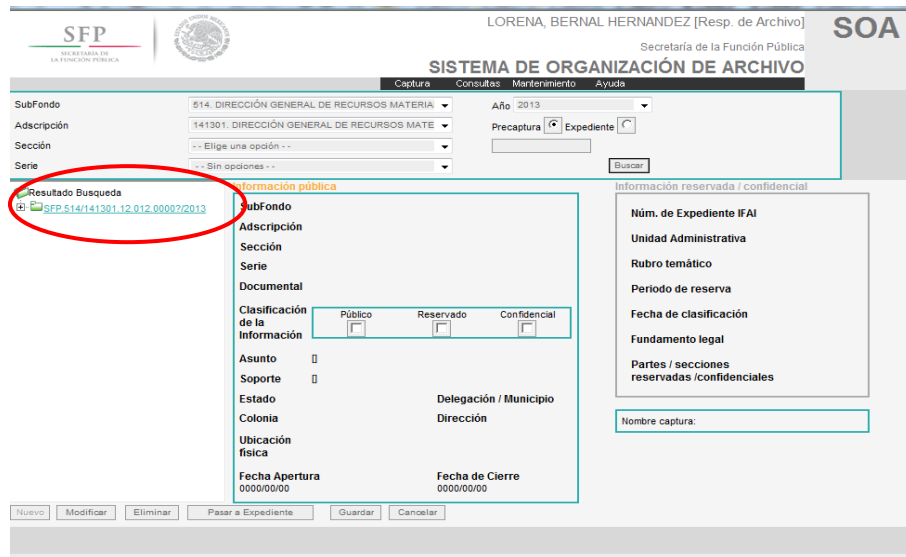 LORENA, BERNAL HERNANDEZ [Resp. de Archivo]
SOA
SFP
SECRETARÍA DE
LA FUNCIÓN PÚBLICA
Secretaría de la Función Pública
SISTEMA DE ORGANIZACIÓN DE ARCHIVO
Captura Consultas Mantenimiento Ayuda
SubFondo 514. DIRECCIÓN GENERAL DE RECURSOS MATERIA Año 2013
Adscripción 141301. DIRECCIÓN GENERAL DE RECURSOS MATE Precaptura Expediente
Sección -- Elige una opción --
Serie -- Sin opciones -- Buscar
Resultado Busqueda
SFP.514/141301.12.012.0000?/2013
Información pública
SubFondo
Adscripción
Sección
Serie
Documental
Clasificación
de la
Información
Público Reservado Confidencial
Asunto []
Soporte []
Estado Delegación / Municipio
Colonia Dirección
Ubicación
física
Fecha Apertura Fecha de Cierre
0000/00/00 0000/00/00
Información reservada / confidencial
Núm. de Expediente IFAI
Unidad Administrativa
Rubro temático
Periodo de reserva
Fecha de clasificación
Fundamento legal
Partes / secciones
reservadas /confidenciales
Nombre captura:
Nuevo Modificar Eliminar Pasar a Expediente Guardar Cancelar